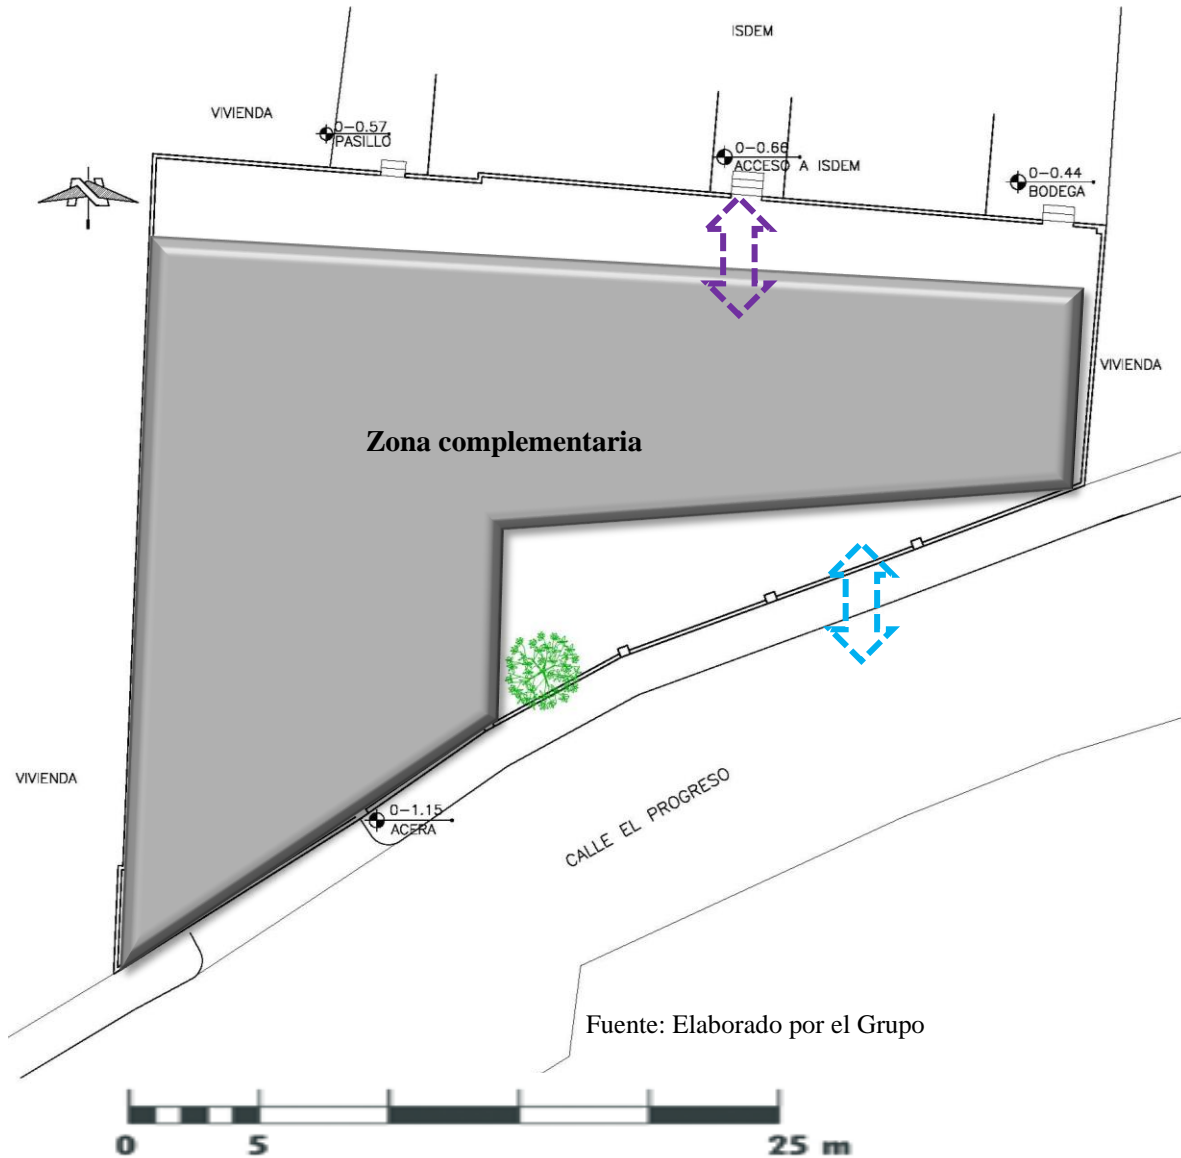 ISDEM
VIVIENDA
0-0.57
PASILLO
0-0.66
ACCESO A ISDEM
0-0.44
BODEGA
N
VIVIENDA
Zona complementaria
VIVIENDA
0-1.15
ACERA
CALLE EL PROGRESO
Fuente: Elaborado por el Grupo
0 5 25 m